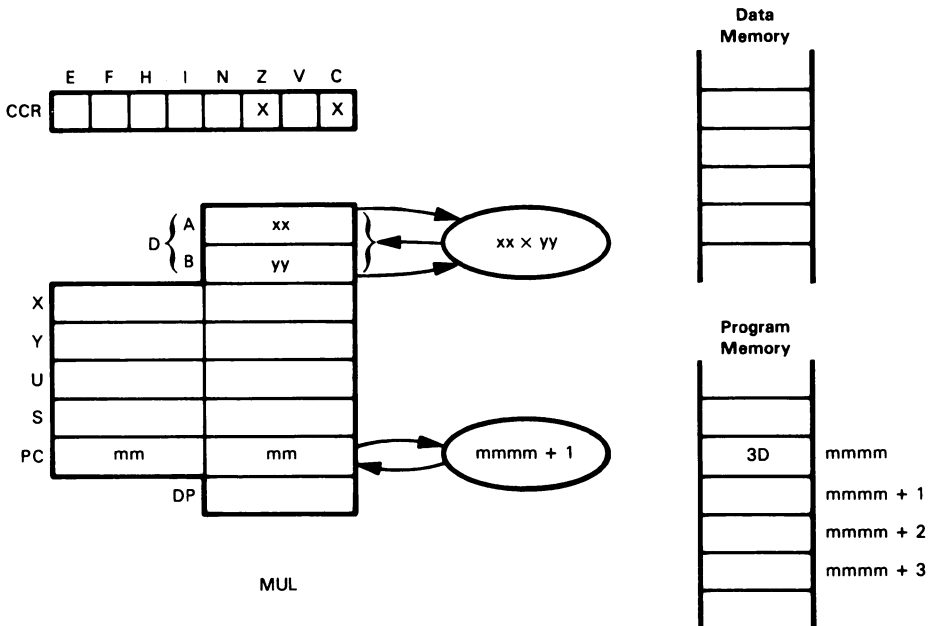 Data
Memory
E F H I N Z V C
CCR X X
D { A xx } xx × yy
B yy
X
Y
U
S
PC mm mm mmmm + 1
DP
MUL
Program
Memory
3D mmmm
mmmm + 1
mmmm + 2
mmmm + 3